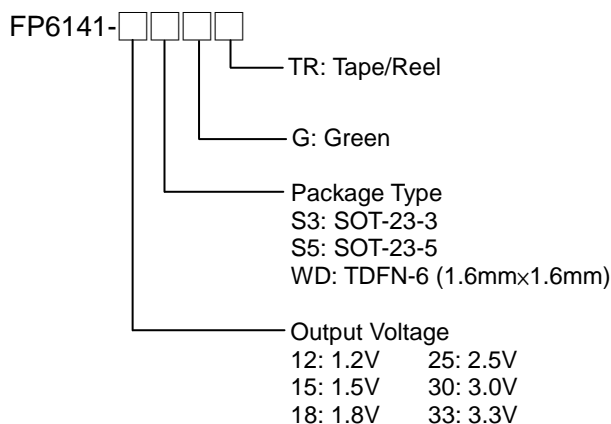 FP6141-
TR: Tape/Reel
G: Green
Package Type
S3: SOT-23-3
S5: SOT-23-5
WD: TDFN-6 (1.6mm×1.6mm)
Output Voltage
12: 1.2V 25: 2.5V
15: 1.5V 30: 3.0V
18: 1.8V 33: 3.3V